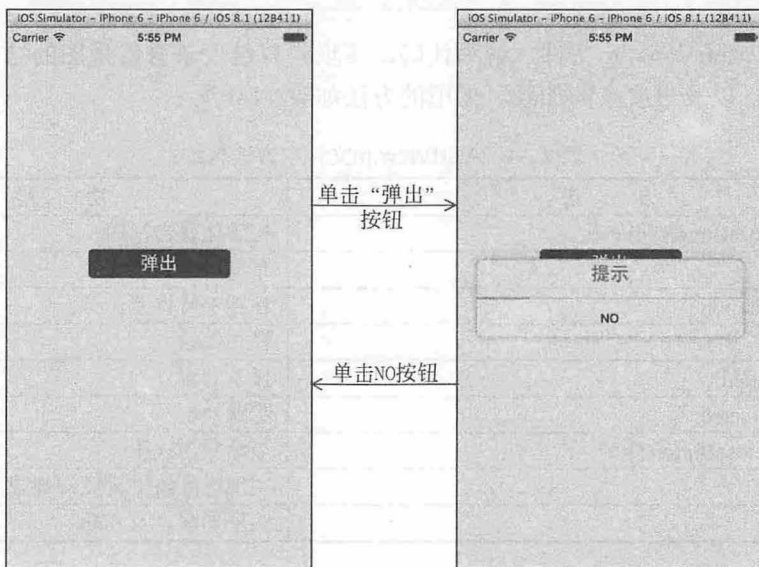 iOS Simulator – iPhone 6 – iPhone 6 / iOS 8.1 (12B411)
Carrier 5:55 PM
弹出
单击“弹出”
按钮
单击NO按钮
iOS Simulator – iPhone 6 – iPhone 6 / iOS 8.1 (12B411)
Carrier 5:55 PM
弹出
提示
NO